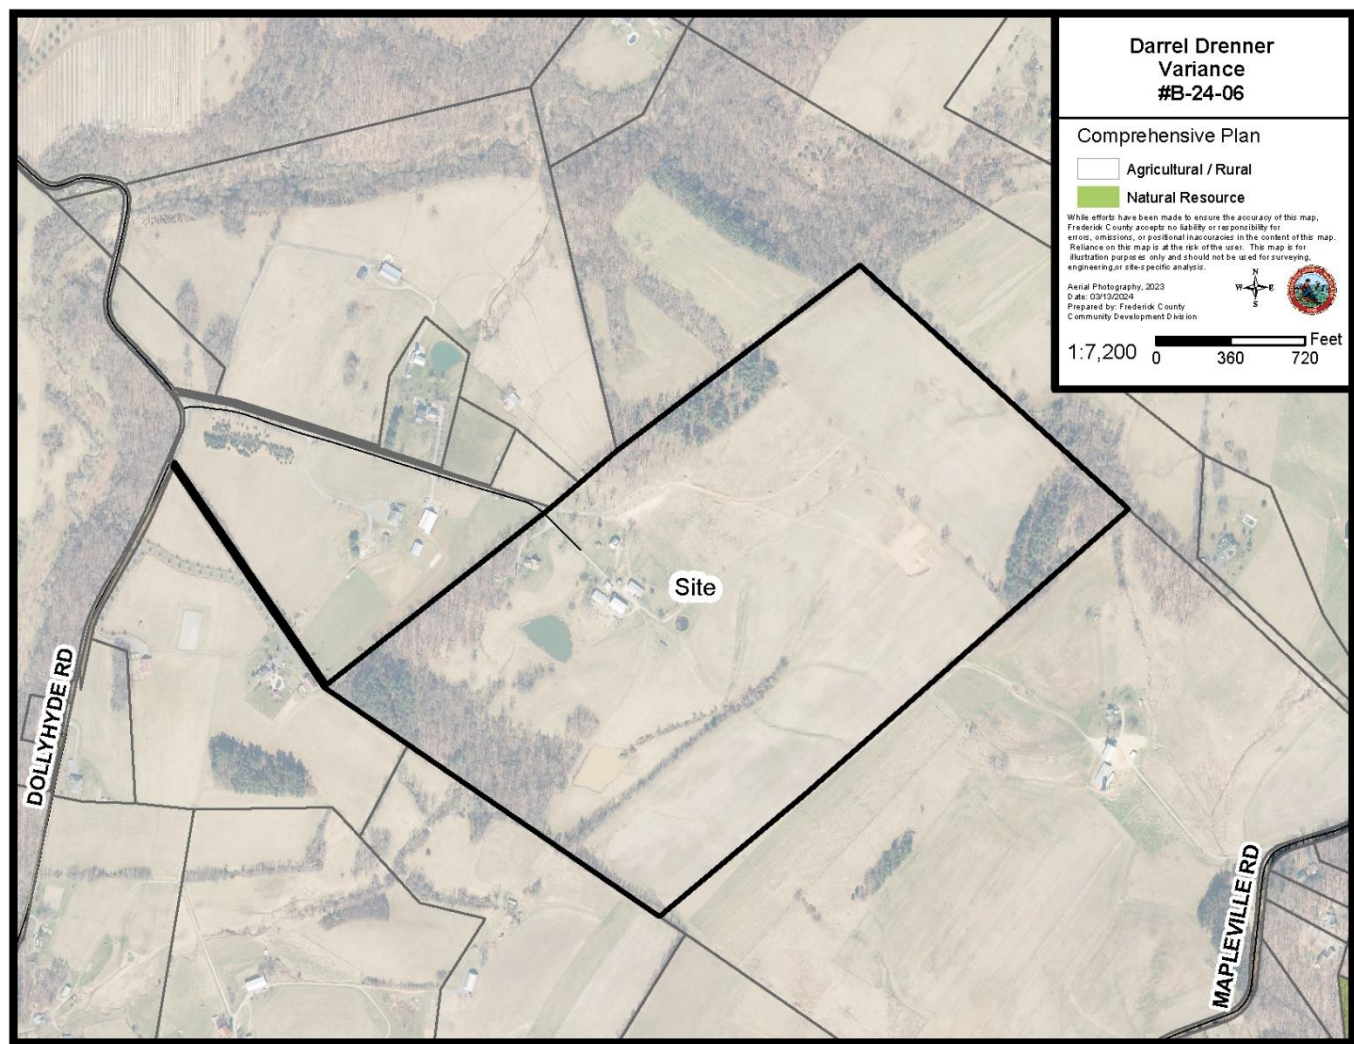 Darrel Drenner
Variance
#B-24-06
Comprehensive Plan
Agricultural / Rural
Natural Resource
While efforts have been made to ensure the accuracy of this map,
Frederick County accepts no liability or responsibility for
errors, omissions, or positional inaccuracies in the content of this map.
Reliance on this map is at the risk of the user. This map is for
illustration purposes only and should not be used for surveying,
engineering,or site-specific analysis.
Aerial Photography, 2023
Date: 03/13/2024
Prepared by: Frederick County
Community Development Division
N
W E
S
1:7,200 0 360 720 Feet
Site
DOLLYHYDE RD
MAPLEVILLE RD